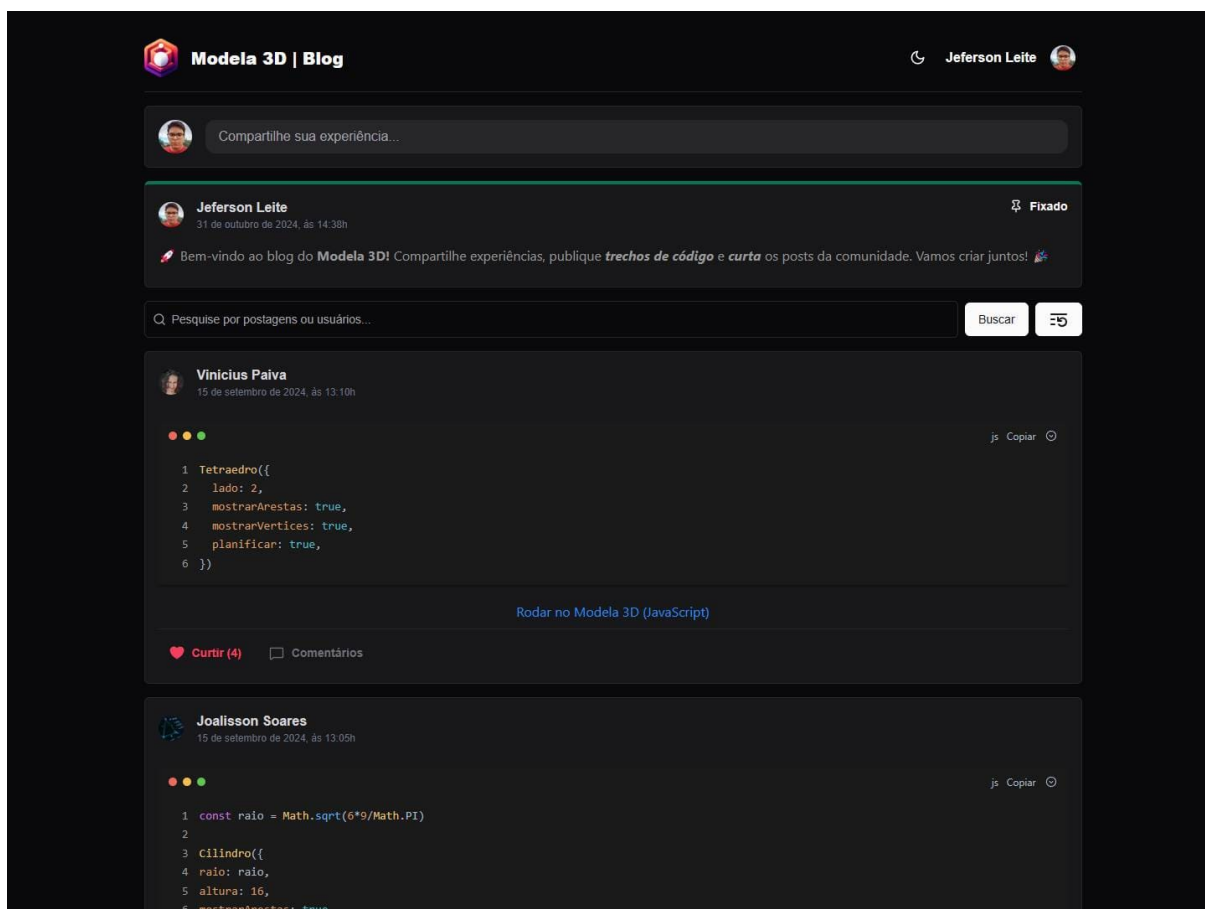 Modela 3D | Blog
Jeferson Leite
Compartilhe sua experiência...
Jeferson Leite
31 de outubro de 2024, às 14:38h
Fixado
🚀 Bem-vindo ao blog do Modela 3D! Compartilhe experiências, publique trechos de código e curta os posts da comunidade. Vamos criar juntos! 🎉
Pesquise por postagens ou usuários...
Buscar
Vinicius Paiva
15 de setembro de 2024, às 13:10h
js Copiar
1 Tetraedro({
2   lado: 2,
3   mostrarArestas: true,
4   mostrarVertices: true,
5   planificar: true,
6 })
Rodar no Modela 3D (JavaScript)
Curtir (4)
Comentários
Joalisson Soares
15 de setembro de 2024, às 13:05h
js Copiar
1 const raio = Math.sqrt(6*9/Math.PI)
2
3 Cilindro({
4 raio: raio,
5 altura: 16,
6 mostrarArestas: true